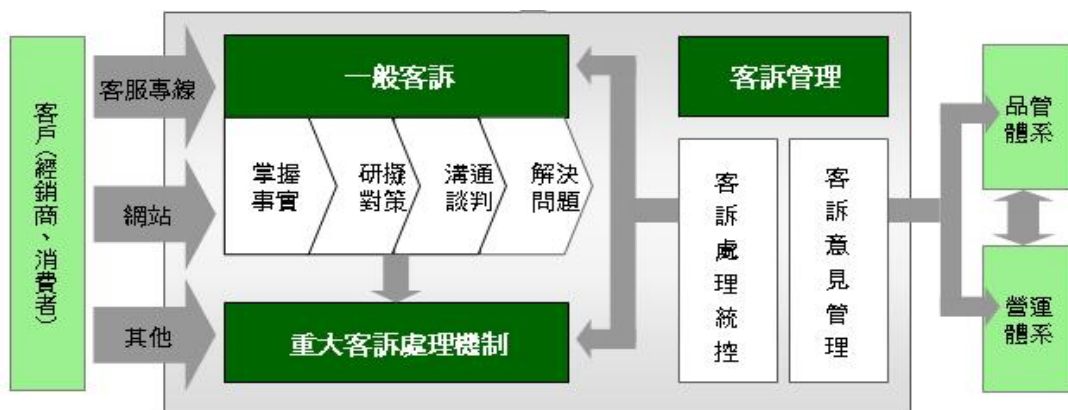 客戶(經銷商、消費者)
客服專線
網站
其他
一般客訴
掌握
事實
研擬
對策
溝通
談判
解決
問題
重大客訴處理機制
客訴管理
客訴處理統控
客訴意見管理
品管
體系
營運
體系